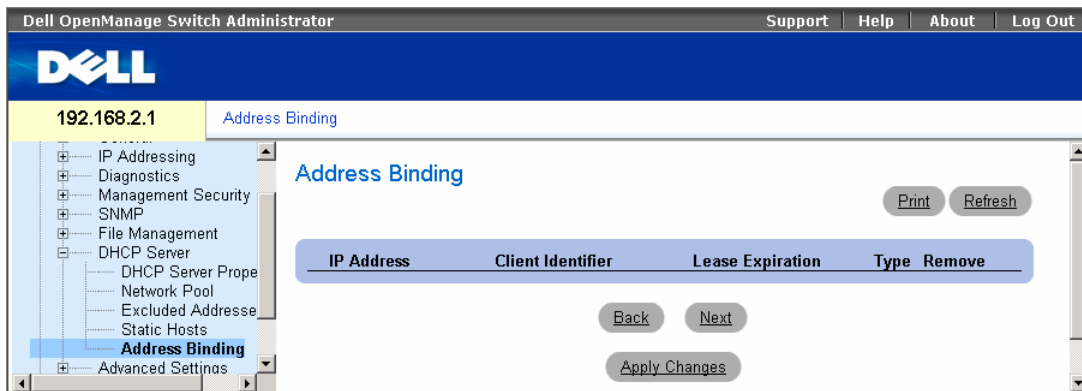 Dell OpenManage Switch Administrator Support Help About Log Out
DELL
192.168.2.1 Address Binding
IP Addressing
Diagnostics
Management Security
SNMP
File Management
DHCP Server
DHCP Server Prope
Network Pool
Excluded Addresse
Static Hosts
Address Binding
Advanced Settings
Address Binding
Print Refresh
IP Address Client Identifier Lease Expiration Type Remove
Back Next
Apply Changes